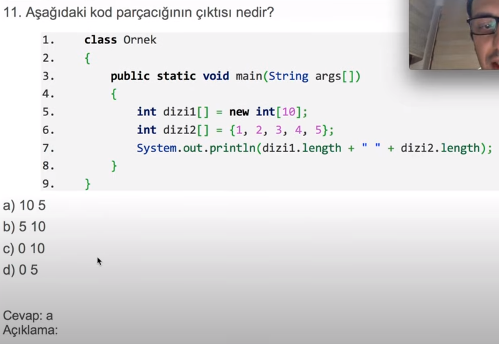 11. Aşağıdaki kod parçacığının çıktısı nedir?
1. class Ornek
2. {
3. public static void main(String args[])
4. {
5. int dizi1[] = new int[10];
6. int dizi2[] = {1, 2, 3, 4, 5};
7. System.out.println(dizi1.length + " " + dizi2.length);
8. }
9. }
a) 10 5
b) 5 10
c) 0 10
d) 0 5
Cevap: a
Açıklama: